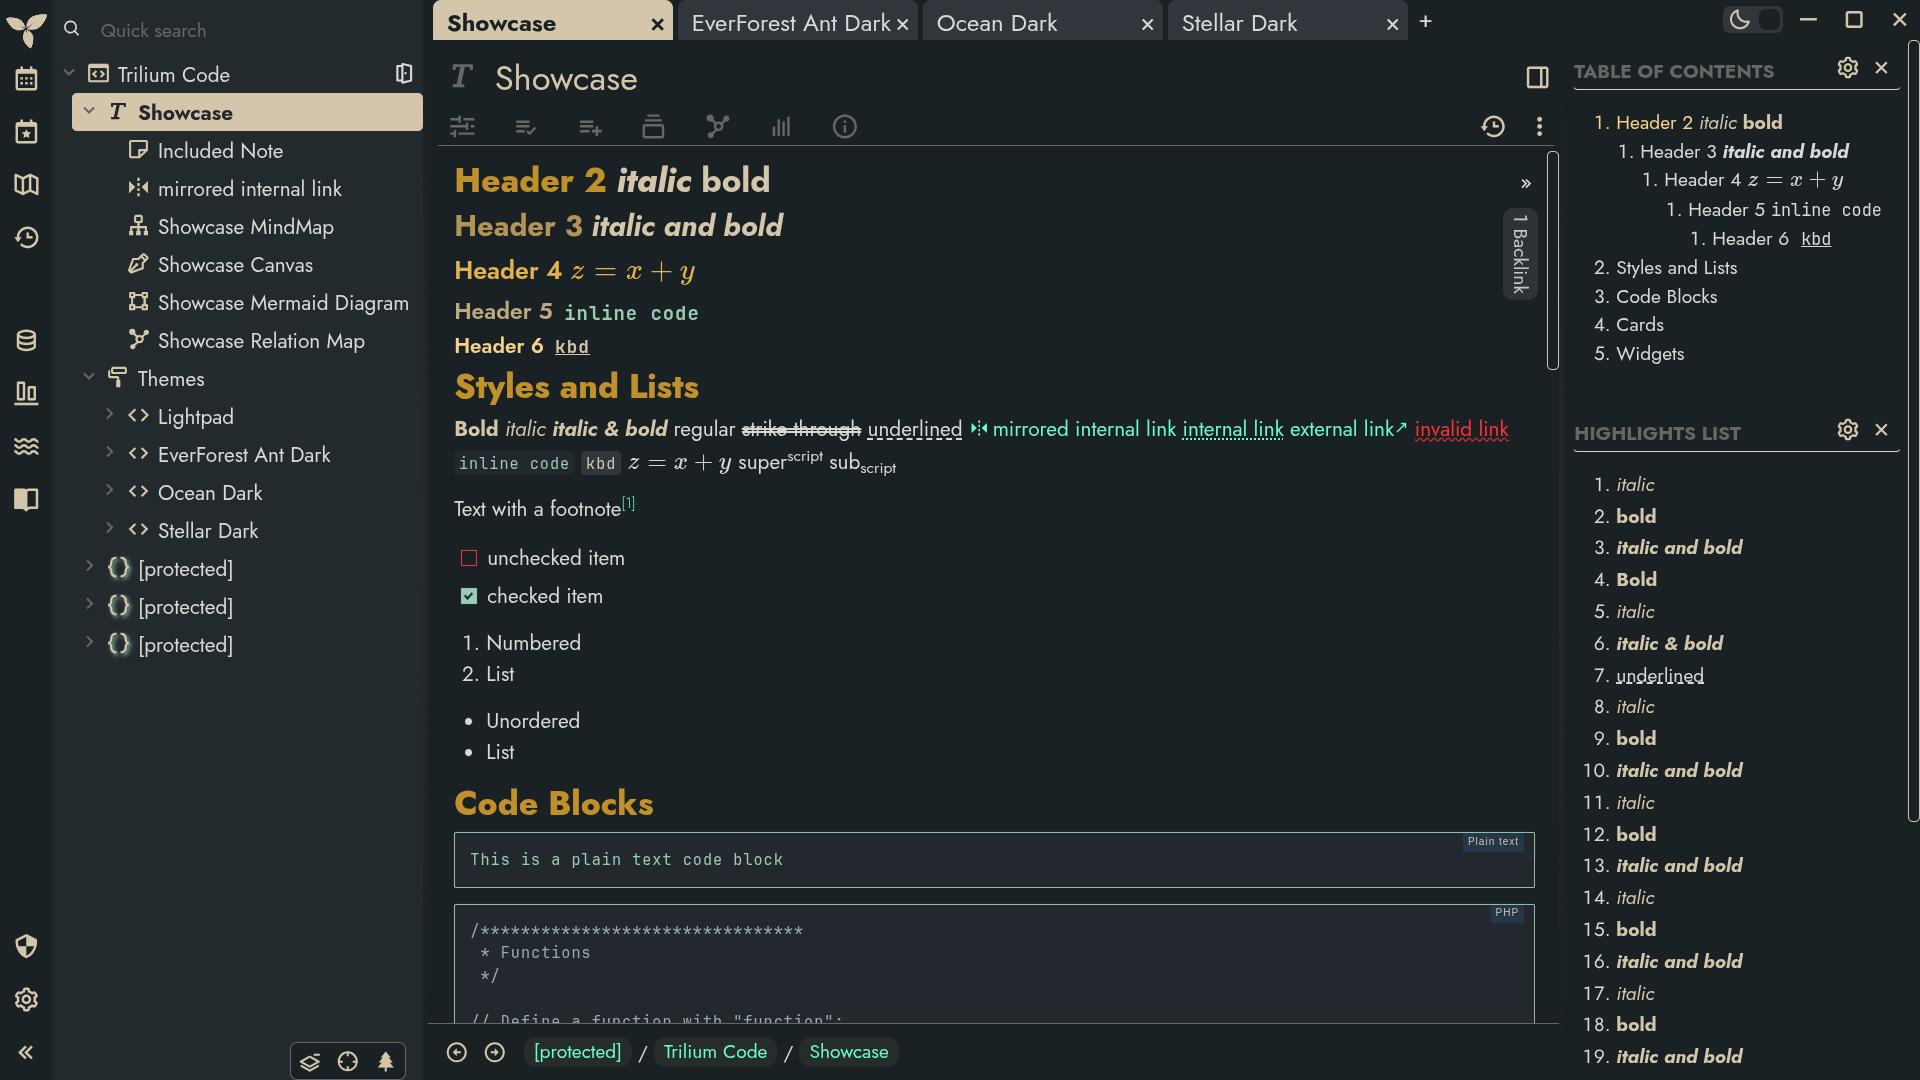 Quick search
Trilium Code
Showcase
Included Note
mirrored internal link
Showcase MindMap
Showcase Canvas
Showcase Mermaid Diagram
Showcase Relation Map
Themes
Lightpad
EverForest Ant Dark
Ocean Dark
Stellar Dark
[protected]
[protected]
[protected]
Showcase
EverForest Ant Dark
Ocean Dark
Stellar Dark
Showcase
Header 2 italic bold
Header 3 italic and bold
Header 4 z = x + y
Header 5 inline code
Header 6 kbd
Styles and Lists
Bold italic italic & bold regular strike through underlined mirrored internal link internal link external link invalid link
inline code kbd z = x + y superscript subscript
Text with a footnote[1]
unchecked item
checked item
1. Numbered
2. List
• Unordered
• List
Code Blocks
Plain text
This is a plain text code block
PHP
/********************************
* Functions
*/
// Define a function with "function":
1 Backlink
[protected] / Trilium Code / Showcase
TABLE OF CONTENTS
1. Header 2 italic bold
1. Header 3 italic and bold
1. Header 4 z = x + y
1. Header 5 inline code
1. Header 6 kbd
2. Styles and Lists
3. Code Blocks
4. Cards
5. Widgets
HIGHLIGHTS LIST
1. italic
2. bold
3. italic and bold
4. Bold
5. italic
6. italic & bold
7. underlined
8. italic
9. bold
10. italic and bold
11. italic
12. bold
13. italic and bold
14. italic
15. bold
16. italic and bold
17. italic
18. bold
19. italic and bold